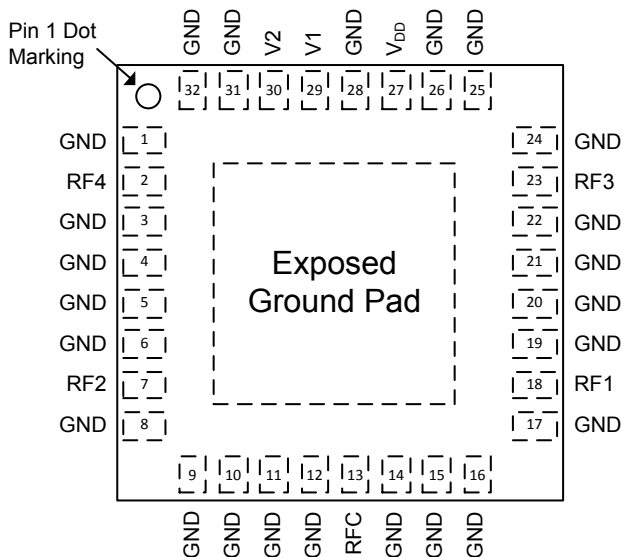 Pin 1 Dot
Marking
GND GND V2 V1 GND VDD GND GND
32 31 30 29 28 27 26 25
GND 1 24 GND
RF4 2 23 RF3
GND 3 22 GND
GND 4 21 GND
GND 5 20 GND
GND 6 19 GND
RF2 7 18 RF1
GND 8 17 GND
Exposed
Ground Pad
9 10 11 12 13 14 15 16
GND GND GND GND RFC GND GND GND